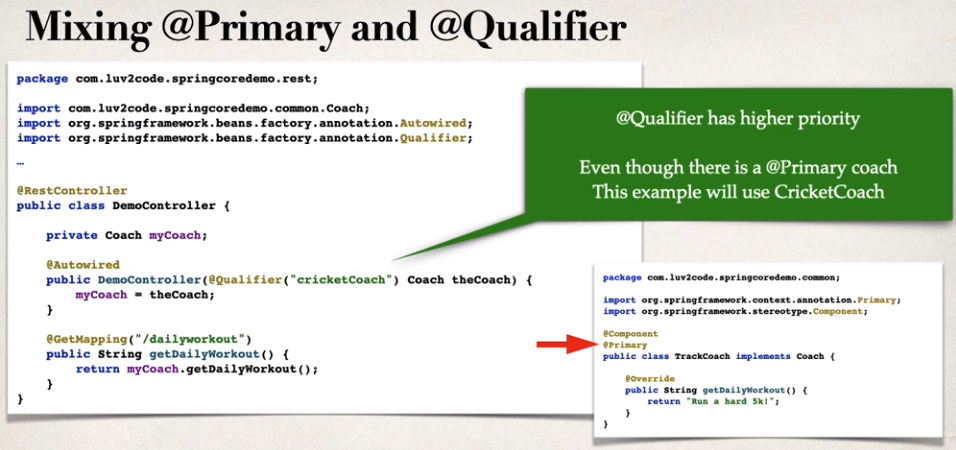 Mixing @Primary and @Qualifier
package com.luv2code.springcoredemo.rest;
import com.luv2code.springcoredemo.common.Coach;
import org.springframework.beans.factory.annotation.Autowired;
import org.springframework.beans.factory.annotation.Qualifier;
…
@RestController
public class DemoController {
private Coach myCoach;
@Autowired
public DemoController(@Qualifier("cricketCoach") Coach theCoach) {
myCoach = theCoach;
}
@GetMapping("/dailyworkout")
public String getDailyWorkout() {
return myCoach.getDailyWorkout();
}
}
@Qualifier has higher priority
Even though there is a @Primary coach
This example will use CricketCoach
package com.luv2code.springcoredemo.common;
import org.springframework.context.annotation.Primary;
import org.springframework.stereotype.Component;
@Component
@Primary
public class TrackCoach implements Coach {
@Override
public String getDailyWorkout() {
return "Run a hard 5k!";
}
}